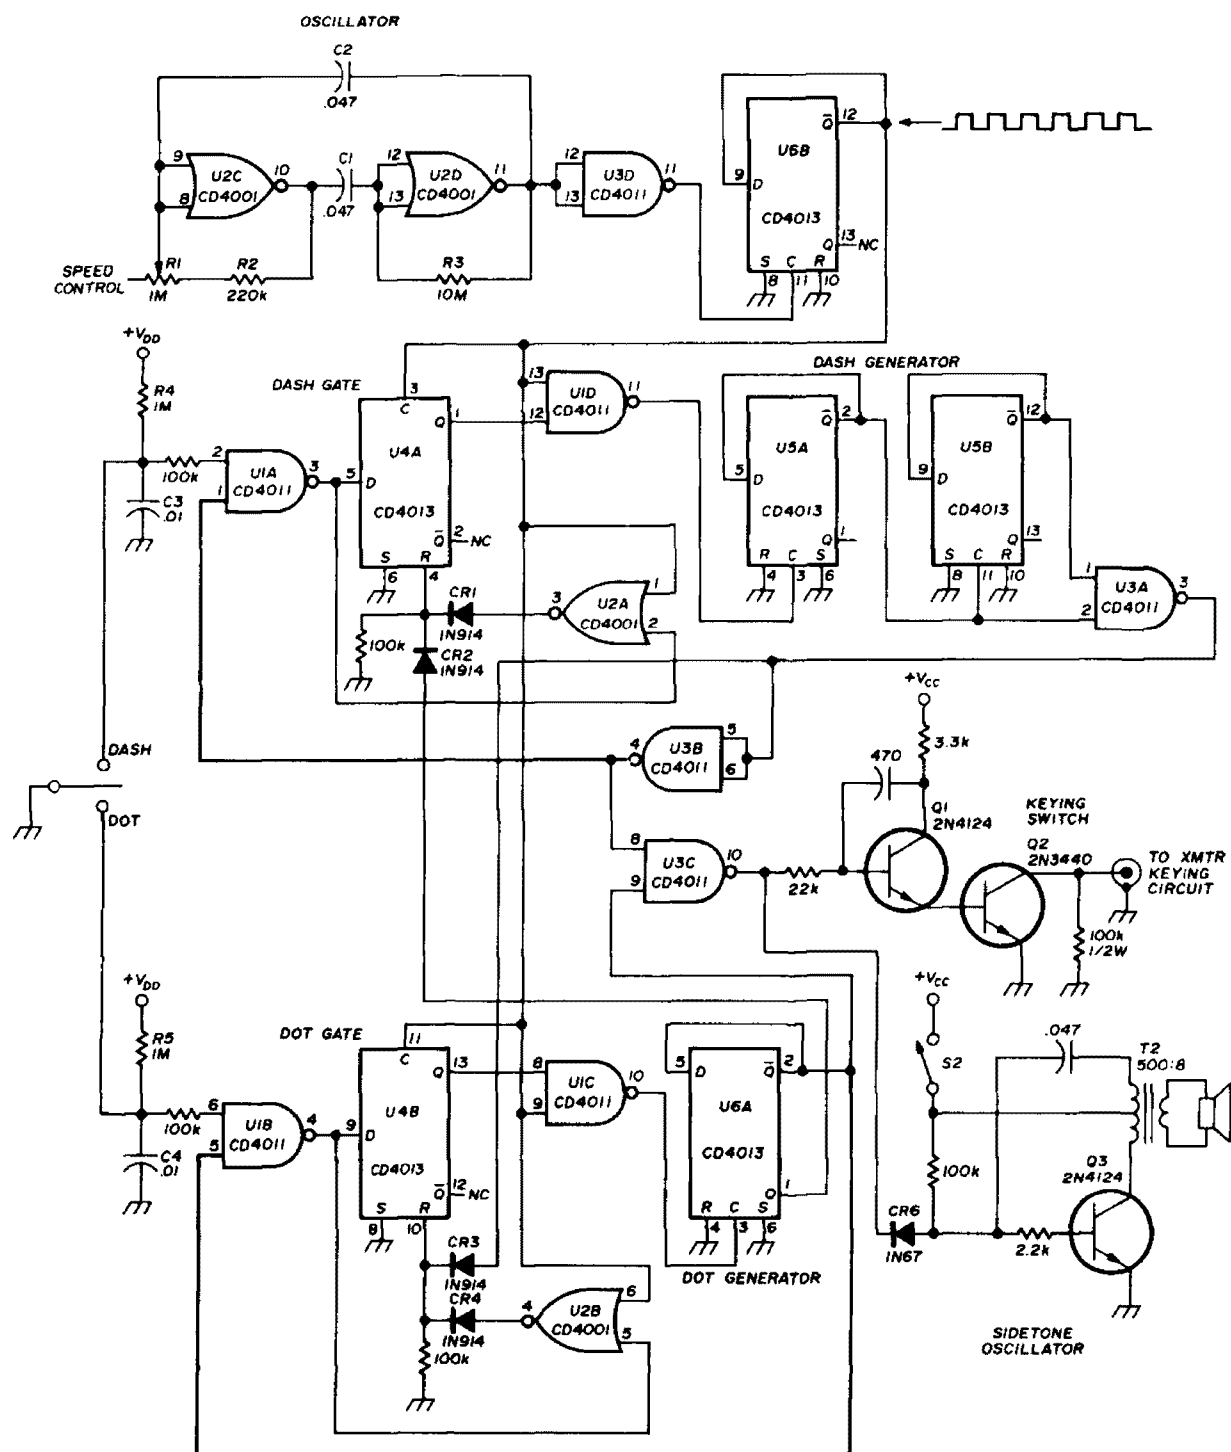 OSCILLATOR
C2
.047
9
8
U2C
CD4001
10
C1
.047
12
13
U2D
CD4001
11
12
13
U3D
CD4011
11
9
D
U6B
CD4013
Q̅
12
Q
13
NC
S
C
R
8
11
10
SPEED
CONTROL
R1
1M
R2
220k
R3
10M
+VDD
R4
1M
100k
C3
.01
2
1
U1A
CD4011
3
DASH GATE
3
C
U4A
CD4013
5
D
Q
1
Q̅
2
NC
S
R
6
4
13
12
U1D
CD4011
11
DASH GENERATOR
5
D
U5A
CD4013
Q̅
2
Q
1
R
C
S
4
3
6
9
D
U5B
CD4013
Q̅
12
Q
13
S
C
R
8
11
10
1
2
U3A
CD4011
3
100k
CR1
1N914
CR2
1N914
3
U2A
CD4001
1
2
4
U3B
CD4011
5
6
DASH
DOT
8
9
U3C
CD4011
10
22k
470
+VCC
3.3k
Q1
2N4124
KEYING
SWITCH
Q2
2N3440
TO XMTR
KEYING
CIRCUIT
100k
1/2W
+VDD
R5
1M
100k
C4
.01
6
5
U1B
CD4011
4
DOT GATE
11
C
U4B
CD4013
9
D
Q
13
Q̅
12
NC
S
R
8
10
8
9
U1C
CD4011
10
5
D
U6A
CD4013
Q̅
2
Q
1
R
C
S
4
3
6
DOT GENERATOR
CR3
1N914
CR4
1N914
100k
4
U2B
CD4001
6
5
+VCC
S2
.047
T2
500:8
100k
CR6
1N67
2.2k
Q3
2N4124
SIDETONE
OSCILLATOR